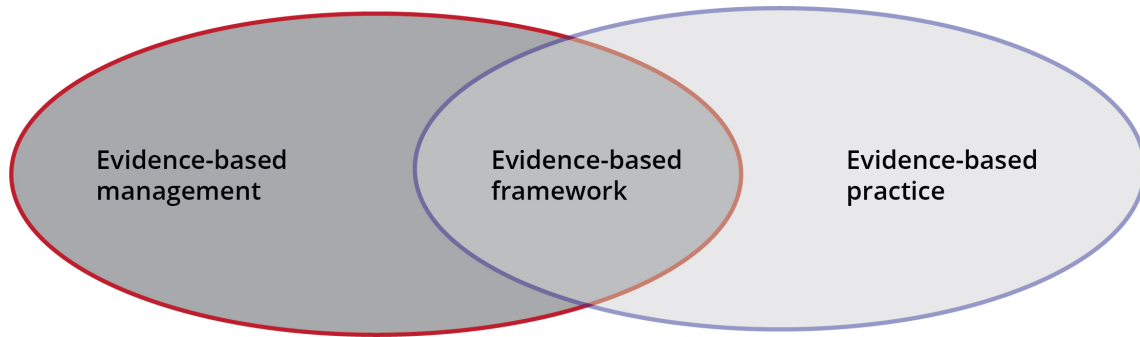 Evidence-based
management
Evidence-based
framework
Evidence-based
practice